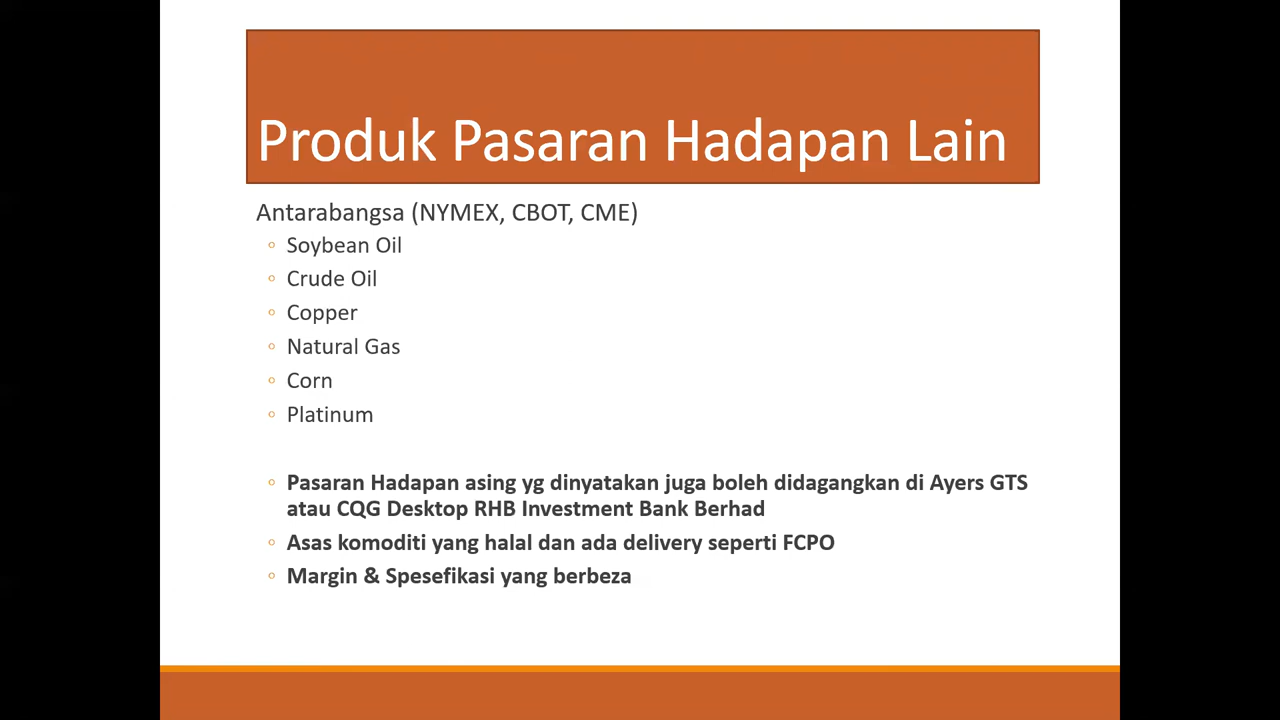 Produk Pasaran Hadapan Lain
Antarabangsa (NYMEX, CBOT, CME)
Soybean Oil
Crude Oil
Copper
Natural Gas
Corn
Platinum
Pasaran Hadapan asing yg dinyatakan juga boleh didagangkan di Ayers GTS
atau CQG Desktop RHB Investment Bank Berhad
Asas komoditi yang halal dan ada delivery seperti FCPO
Margin & Spesefikasi yang berbeza